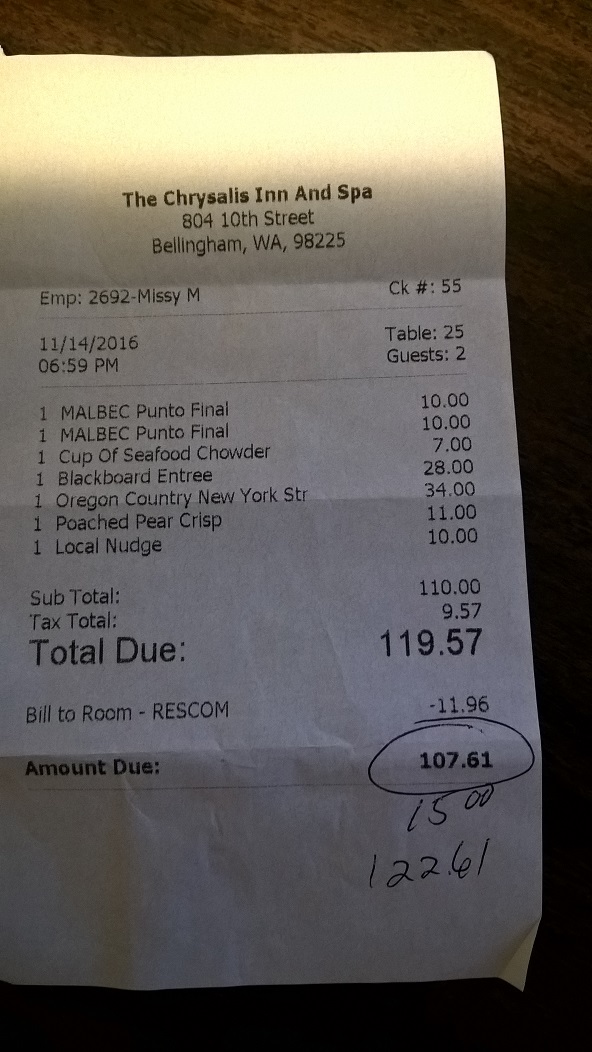 The Chrysalis Inn And Spa
804 10th Street
Bellingham, WA, 98225
Emp: 2692-Missy M Ck #: 55
11/14/2016 Table: 25
06:59 PM Guests: 2
1 MALBEC Punto Final 10.00
1 MALBEC Punto Final 10.00
1 Cup Of Seafood Chowder 7.00
1 Blackboard Entree 28.00
1 Oregon Country New York Str 34.00
1 Poached Pear Crisp 11.00
1 Local Nudge 10.00
Sub Total: 110.00
Tax Total: 9.57
Total Due: 119.57
Bill to Room - RESCOM -11.96
Amount Due: 107.61
15 00
122.61